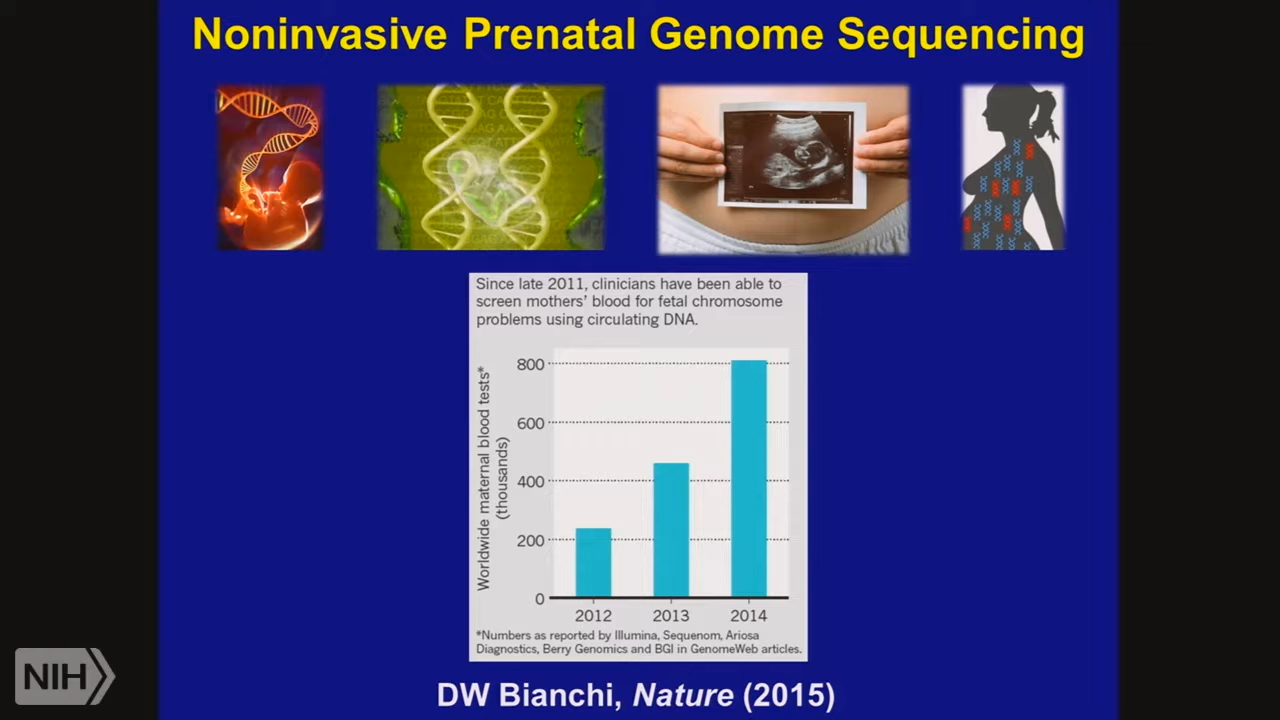 Noninvasive Prenatal Genome Sequencing
Since late 2011, clinicians have been able to
screen mothers’ blood for fetal chromosome
problems using circulating DNA.
Worldwide maternal blood tests*
(thousands)
800
600
400
200
0
2012 2013 2014
*Numbers as reported by Illumina, Sequenom, Ariosa
Diagnostics, Berry Genomics and BGI in GenomeWeb articles.
NIH
DW Bianchi, Nature (2015)